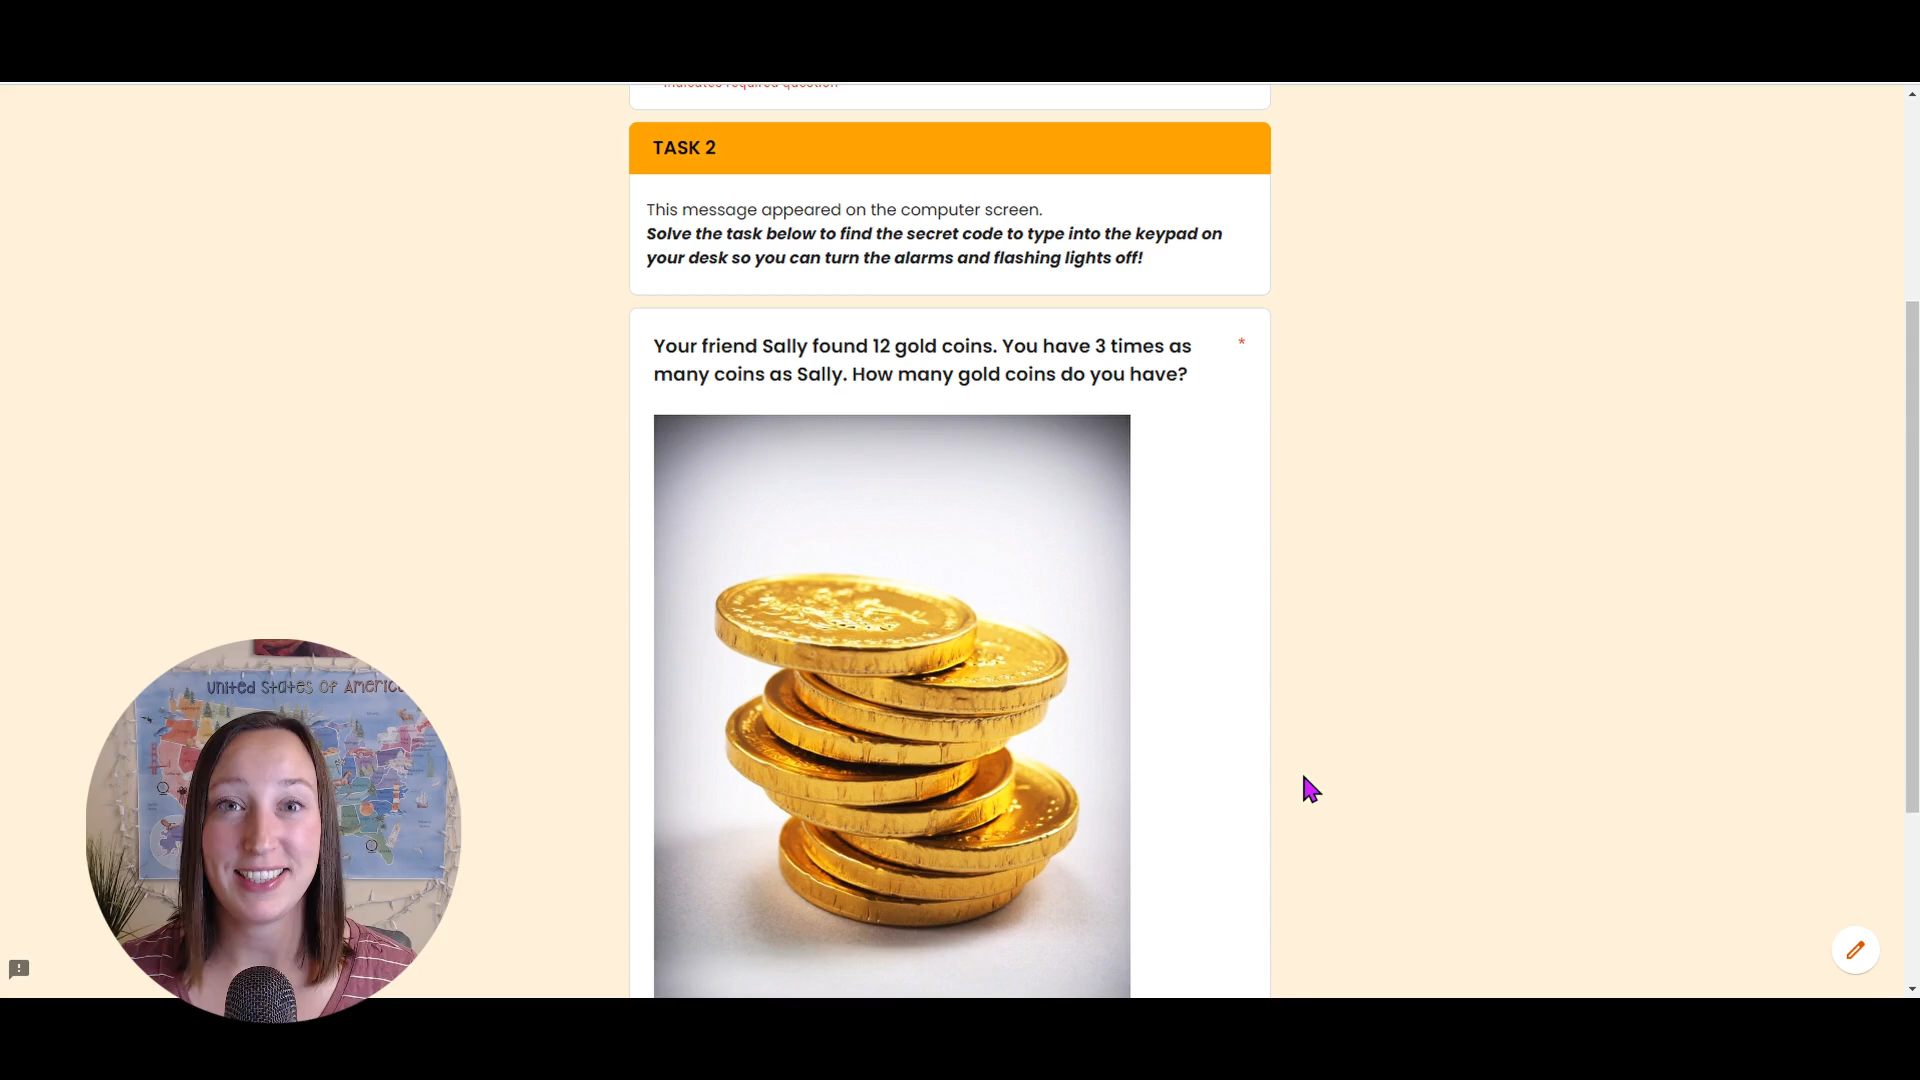 indicates required question
TASK 2
This message appeared on the computer screen.
Solve the task below to find the secret code to type into the keypad on
your desk so you can turn the alarms and flashing lights off!
Your friend Sally found 12 gold coins. You have 3 times as *
many coins as Sally. How many gold coins do you have?
United States Of America